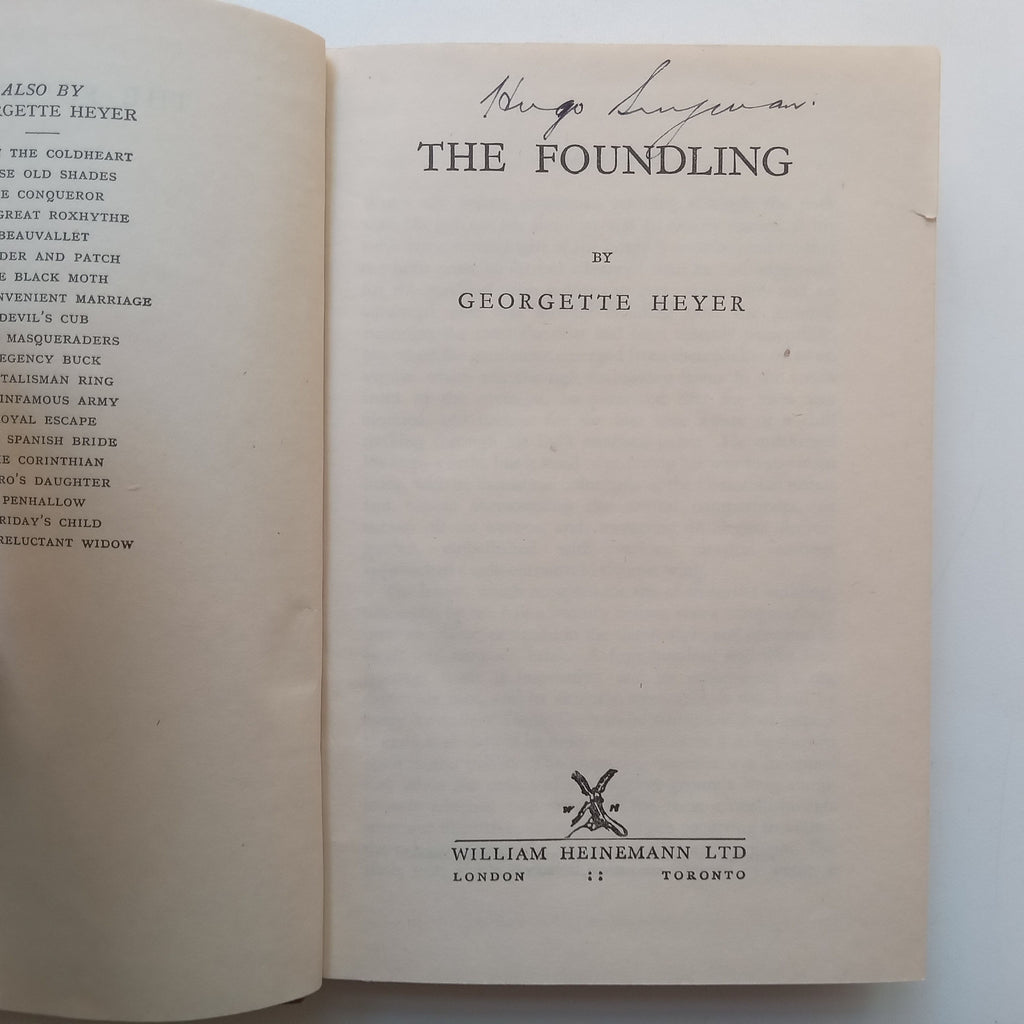 ALSO BY
RGETTE HEYER
THE COLDHEART
SE OLD SHADES
E CONQUEROR
GREAT ROXHYTHE
BEAUVALLET
DER AND PATCH
E BLACK MOTH
NVENIENT MARRIAGE
DEVIL'S CUB
MASQUERADERS
EGENCY BUCK
TALISMAN RING
INFAMOUS ARMY
OYAL ESCAPE
SPANISH BRIDE
E CORINTHIAN
RO'S DAUGHTER
PENHALLOW
RIDAY'S CHILD
RELUCTANT WIDOW
Hugo
THE FOUNDLING
BY
GEORGETTE HEYER
W H
WILLIAM HEINEMANN LTD
LONDON :: TORONTO